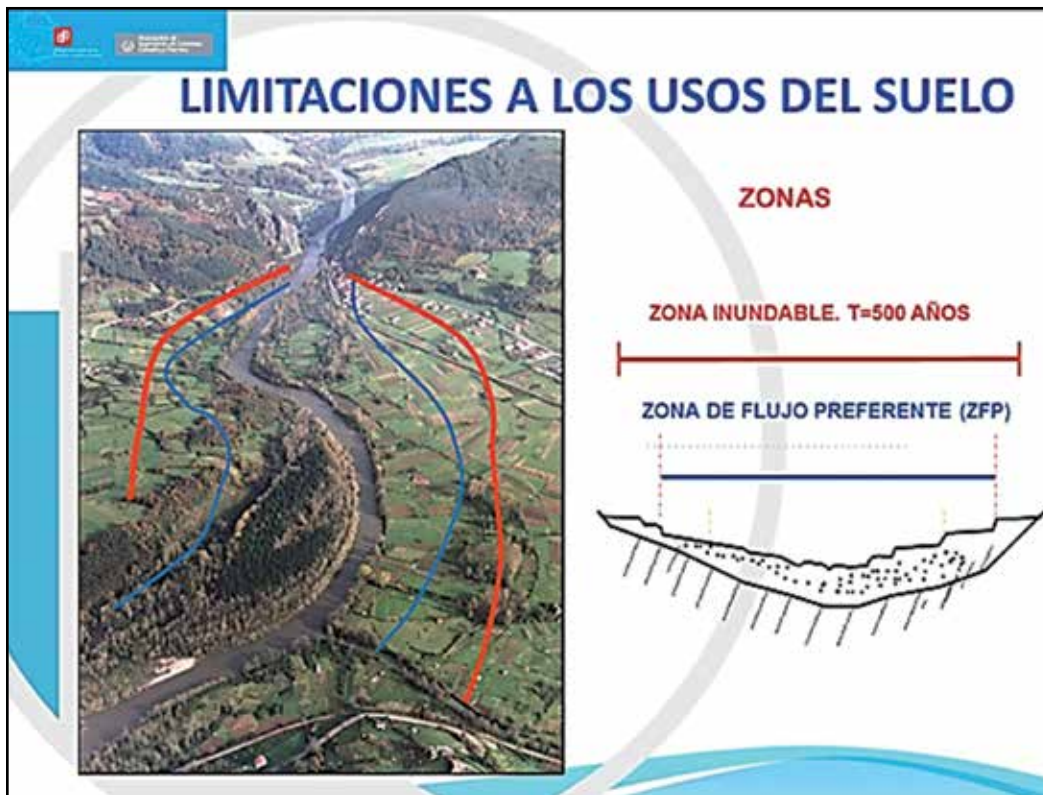 LIMITACIONES A LOS USOS DEL SUELO
ZONAS
ZONA INUNDABLE. T=500 AÑOS
ZONA DE FLUJO PREFERENTE (ZFP)